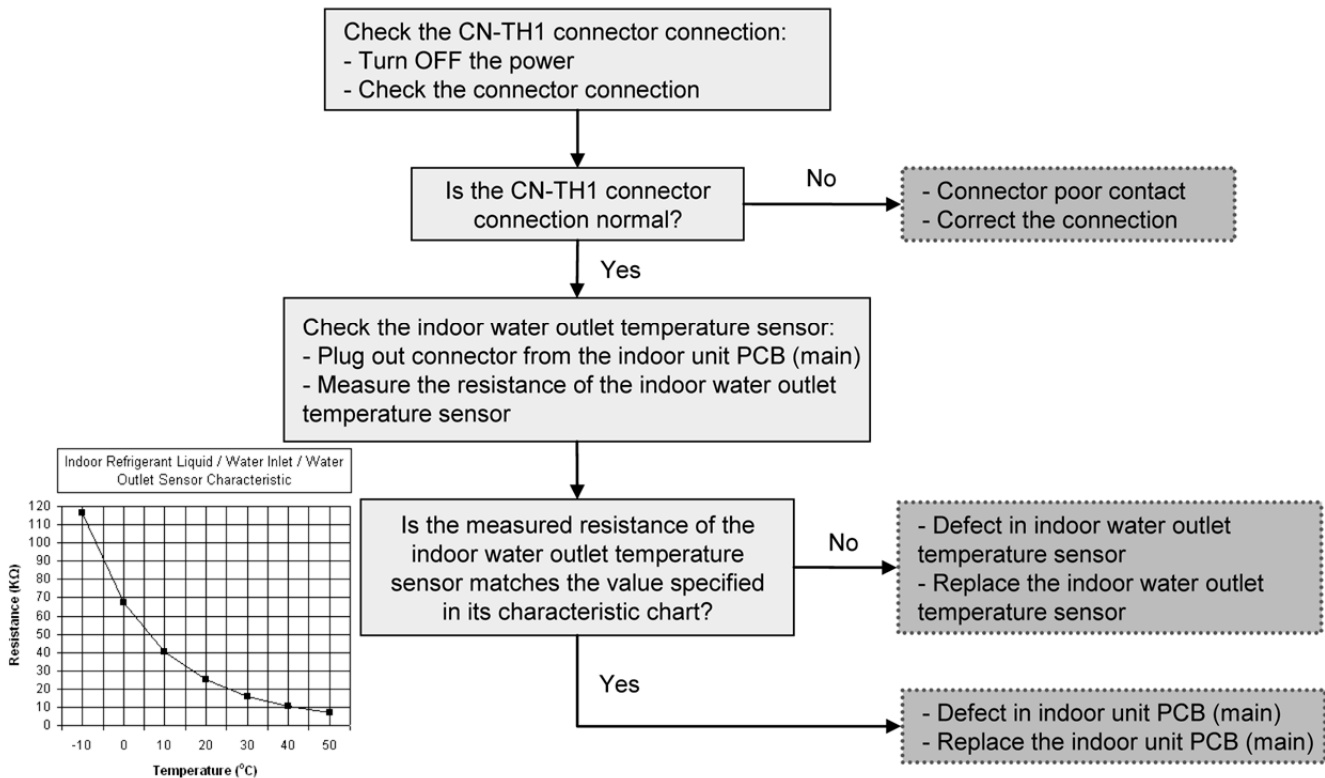 Check the CN-TH1 connector connection:
- Turn OFF the power
- Check the connector connection
Is the CN-TH1 connector
connection normal?
No
- Connector poor contact
- Correct the connection
Yes
Check the indoor water outlet temperature sensor:
- Plug out connector from the indoor unit PCB (main)
- Measure the resistance of the indoor water outlet
temperature sensor
Indoor Refrigerant Liquid / Water Inlet / Water
Outlet Sensor Characteristic
120
110
100
90
80
70
60
50
40
30
20
10
0
Resistance (KΩ)
-10 0 10 20 30 40 50
Temperature (°C)
Is the measured resistance of the
indoor water outlet temperature
sensor matches the value specified
in its characteristic chart?
No
- Defect in indoor water outlet
temperature sensor
- Replace the indoor water outlet
temperature sensor
Yes
- Defect in indoor unit PCB (main)
- Replace the indoor unit PCB (main)